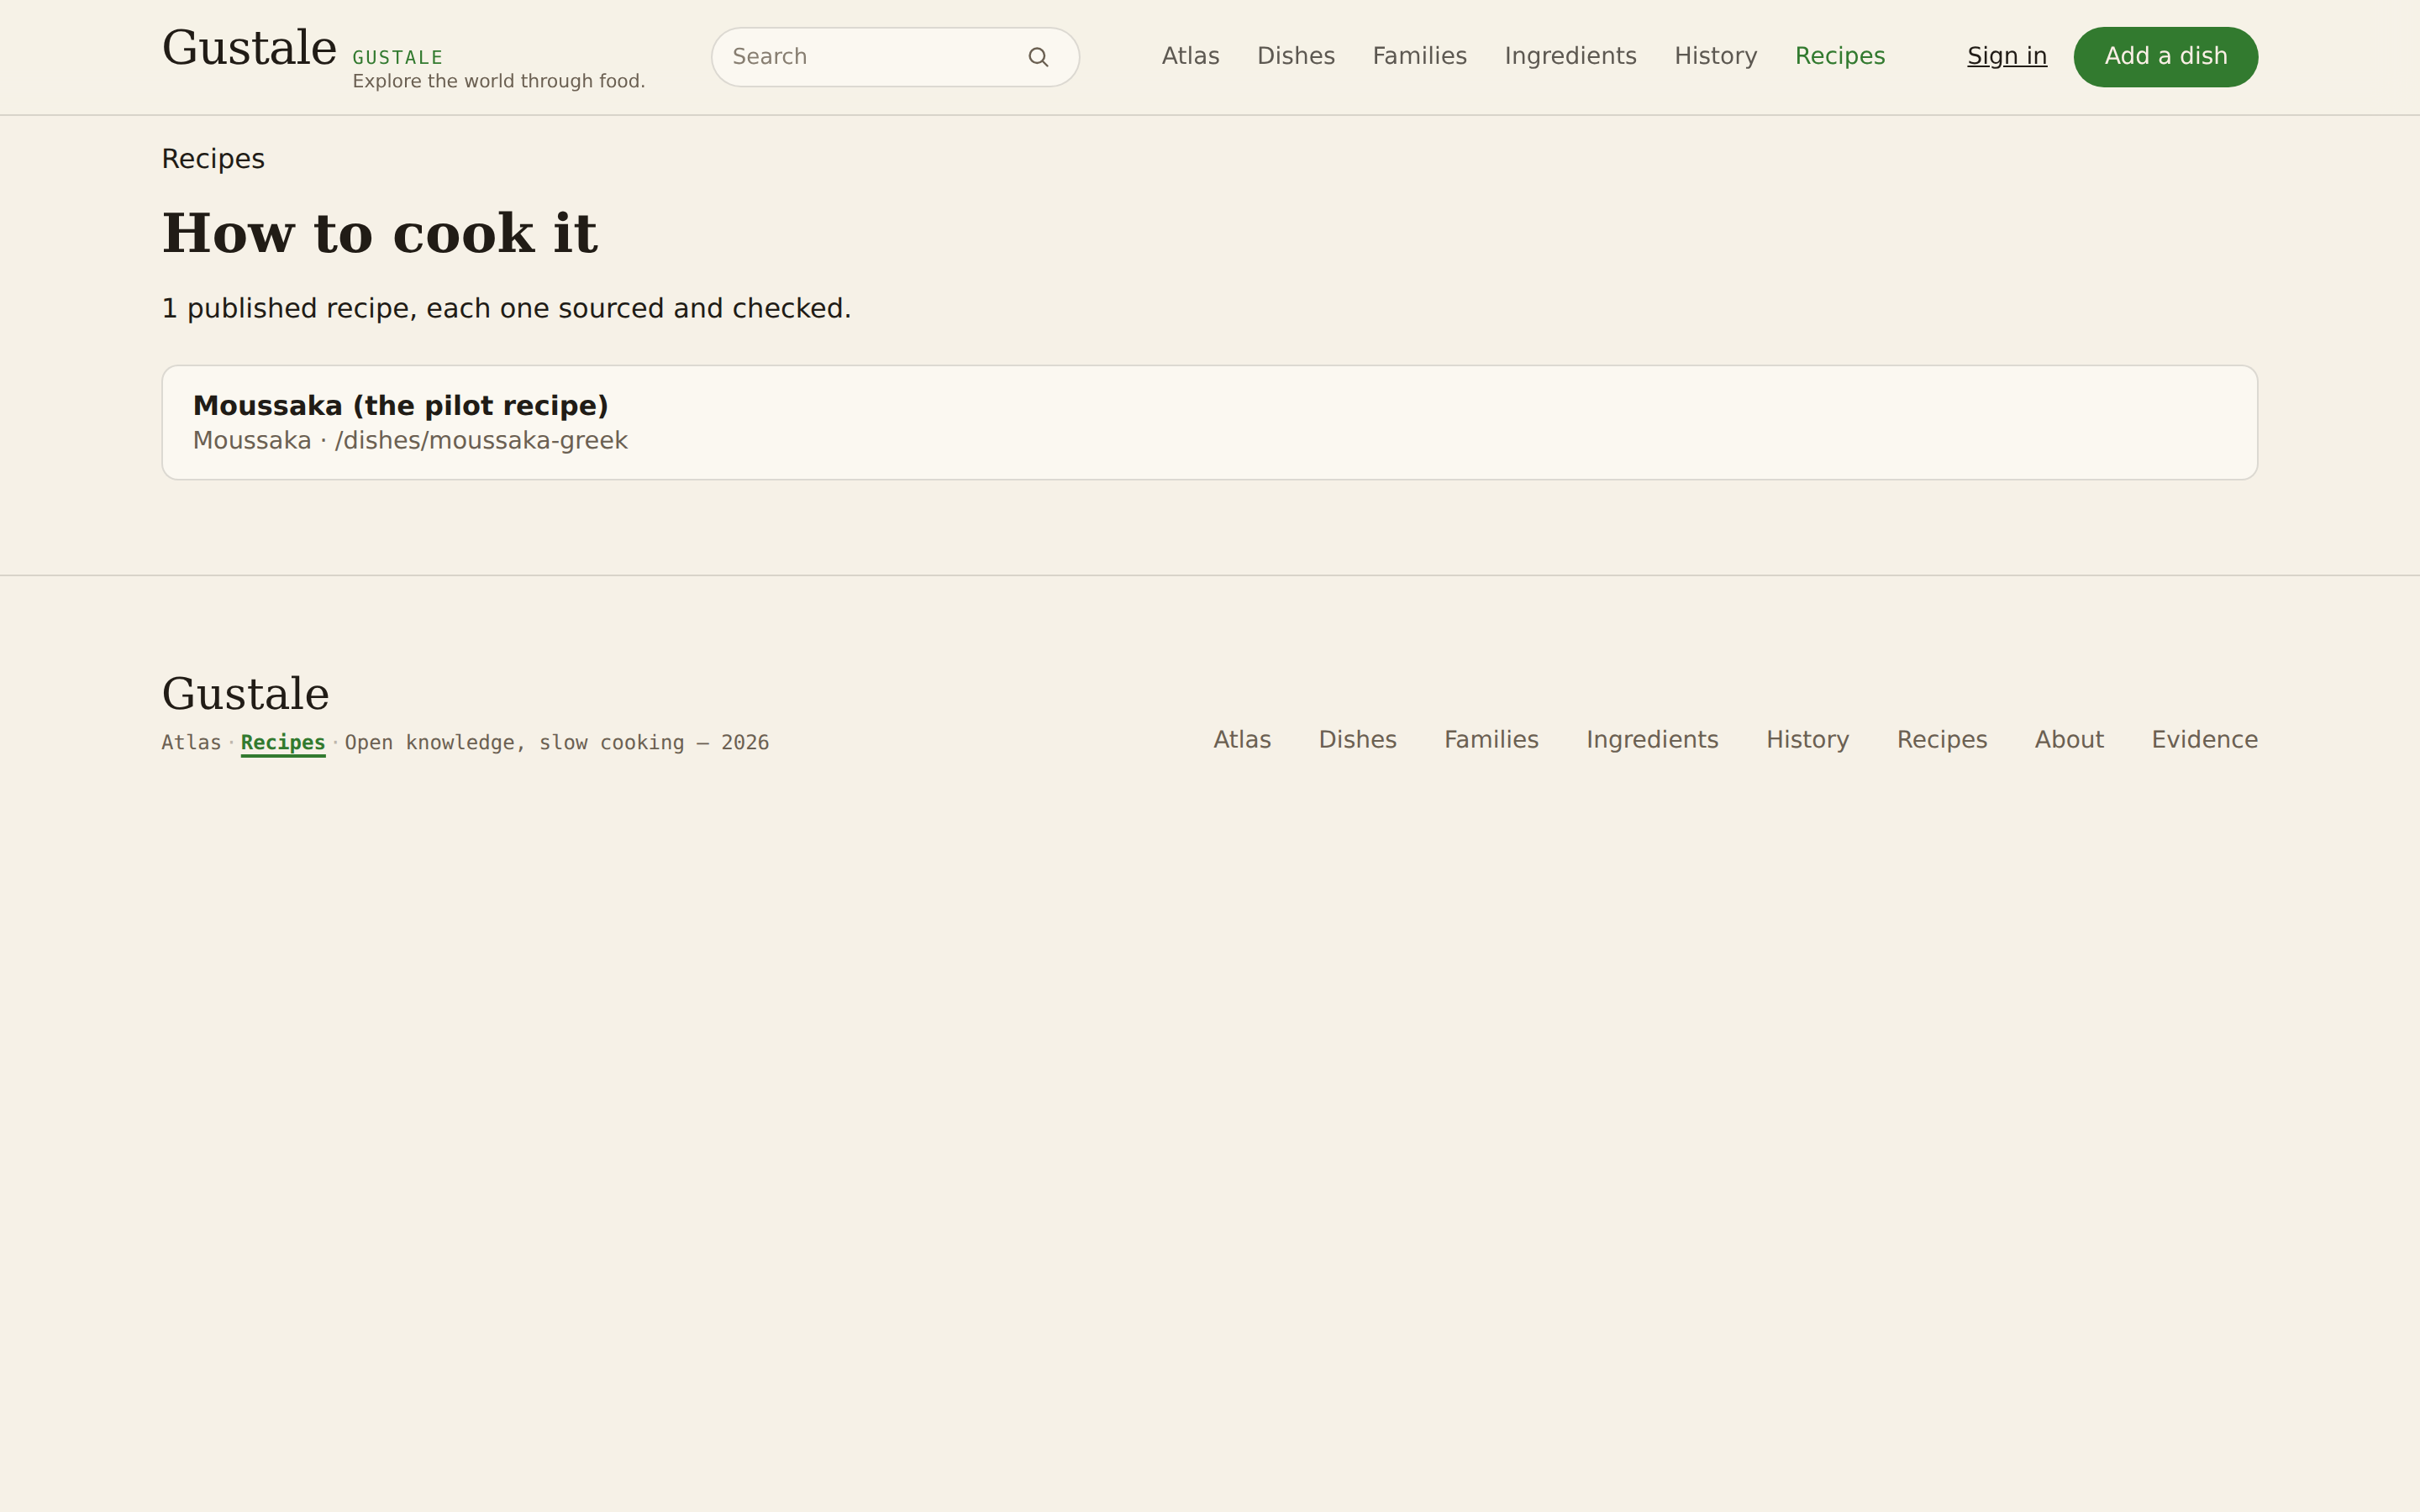 Gustale
GUSTALE
Explore the world through food.
Search
Atlas Dishes Families Ingredients History Recipes
Sign in
Add a dish
Recipes
How to cook it
1 published recipe, each one sourced and checked.
Moussaka (the pilot recipe)
Moussaka · /dishes/moussaka-greek
Gustale
Atlas · Recipes · Open knowledge, slow cooking — 2026
Atlas Dishes Families Ingredients History Recipes About Evidence